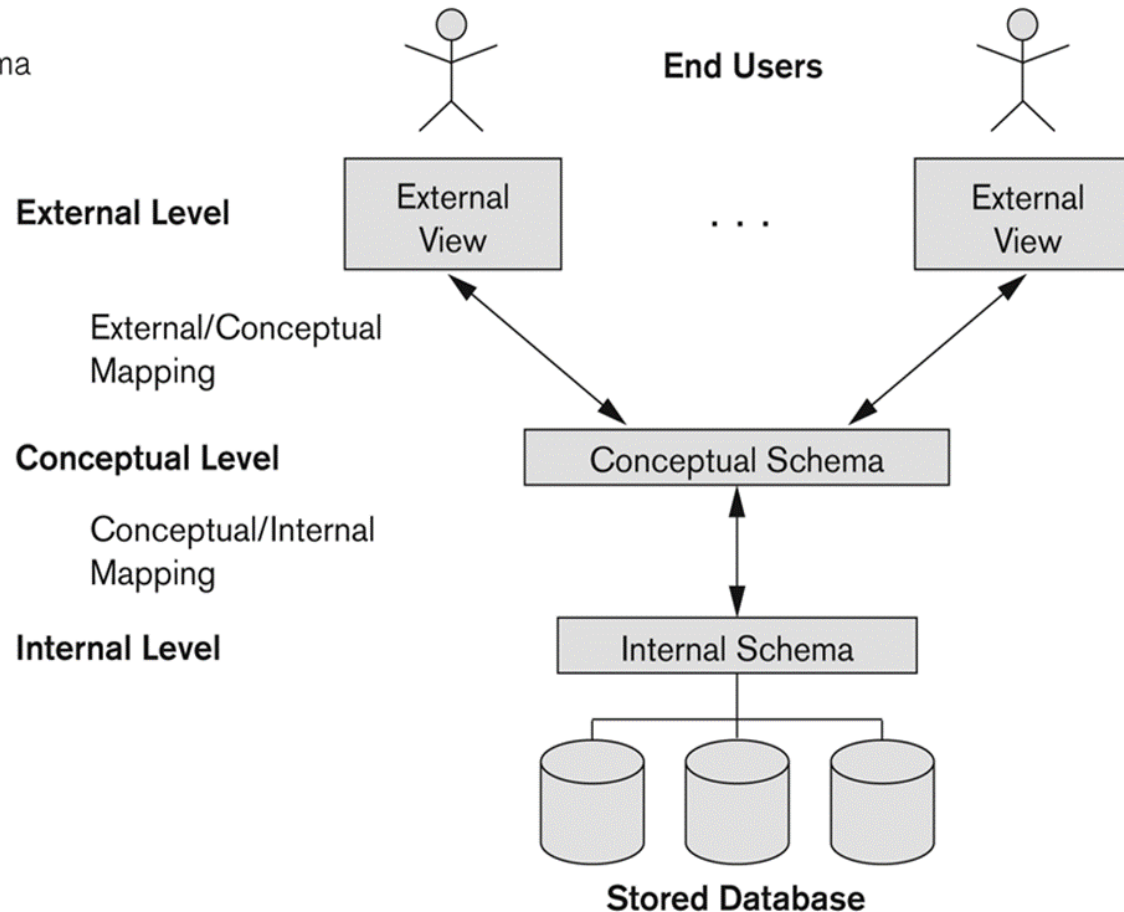 End Users
External Level
External
View
. . .
External
View
External/Conceptual
Mapping
Conceptual Level
Conceptual Schema
Conceptual/Internal
Mapping
Internal Level
Internal Schema
Stored Database